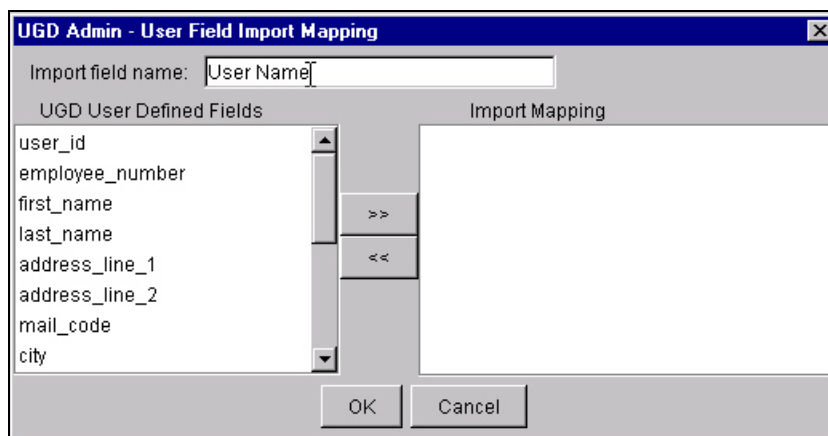 UGD Admin - User Field Import Mapping
Import field name: User Name
UGD User Defined Fields
Import Mapping
user_id
employee_number
first_name
last_name
address_line_1
address_line_2
mail_code
city
>>
<<
OK
Cancel